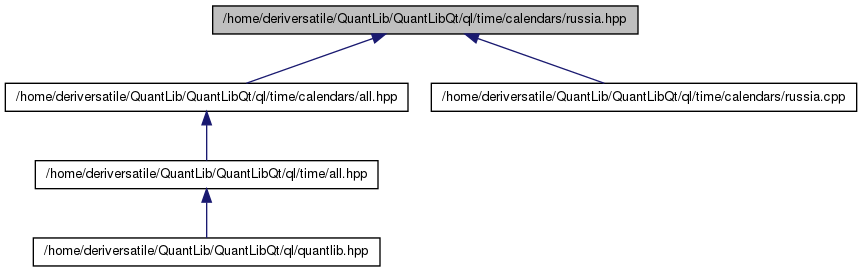 /home/deriversatile/QuantLib/QuantLibQt/ql/time/calendars/russia.hpp
/home/deriversatile/QuantLib/QuantLibQt/ql/time/calendars/all.hpp
/home/deriversatile/QuantLib/QuantLibQt/ql/time/calendars/russia.cpp
/home/deriversatile/QuantLib/QuantLibQt/ql/time/all.hpp
/home/deriversatile/QuantLib/QuantLibQt/ql/quantlib.hpp